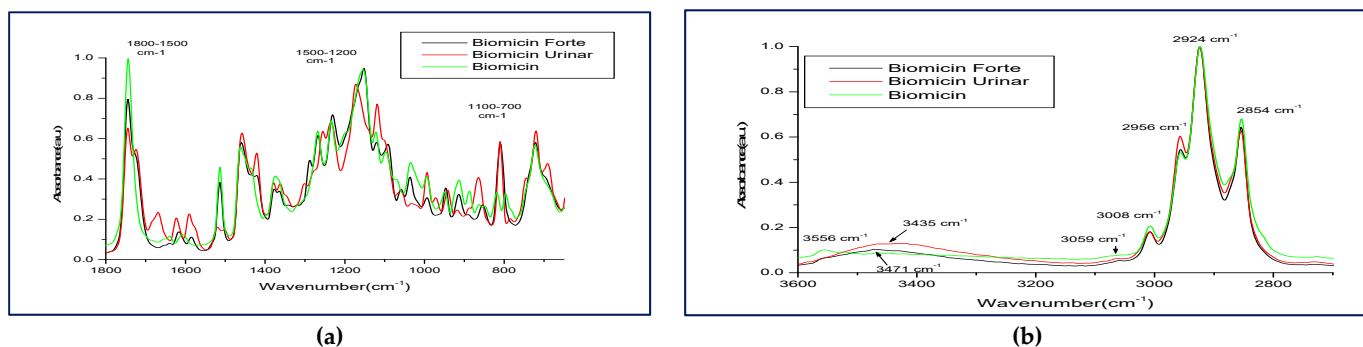 1800-1500
cm-1
1500-1200
cm-1
1100-700
cm-1
Biomicin Forte
Biomicin Urinar
Biomicin
1.0
0.8
0.6
0.4
0.2
0.0
1800 1600 1400 1200 1000 800
Wavenumber(cm-1)
(a)
2924 cm-1
2854 cm-1
2956 cm-1
3008 cm-1
3059 cm-1
3435 cm-1
3556 cm-1
3471 cm-1
Biomicin Forte
Biomicin Urinar
Biomicin
1.0
0.8
0.6
0.4
0.2
0.0
3600 3400 3200 3000 2800
Wavenumber(cm-1)
(b)